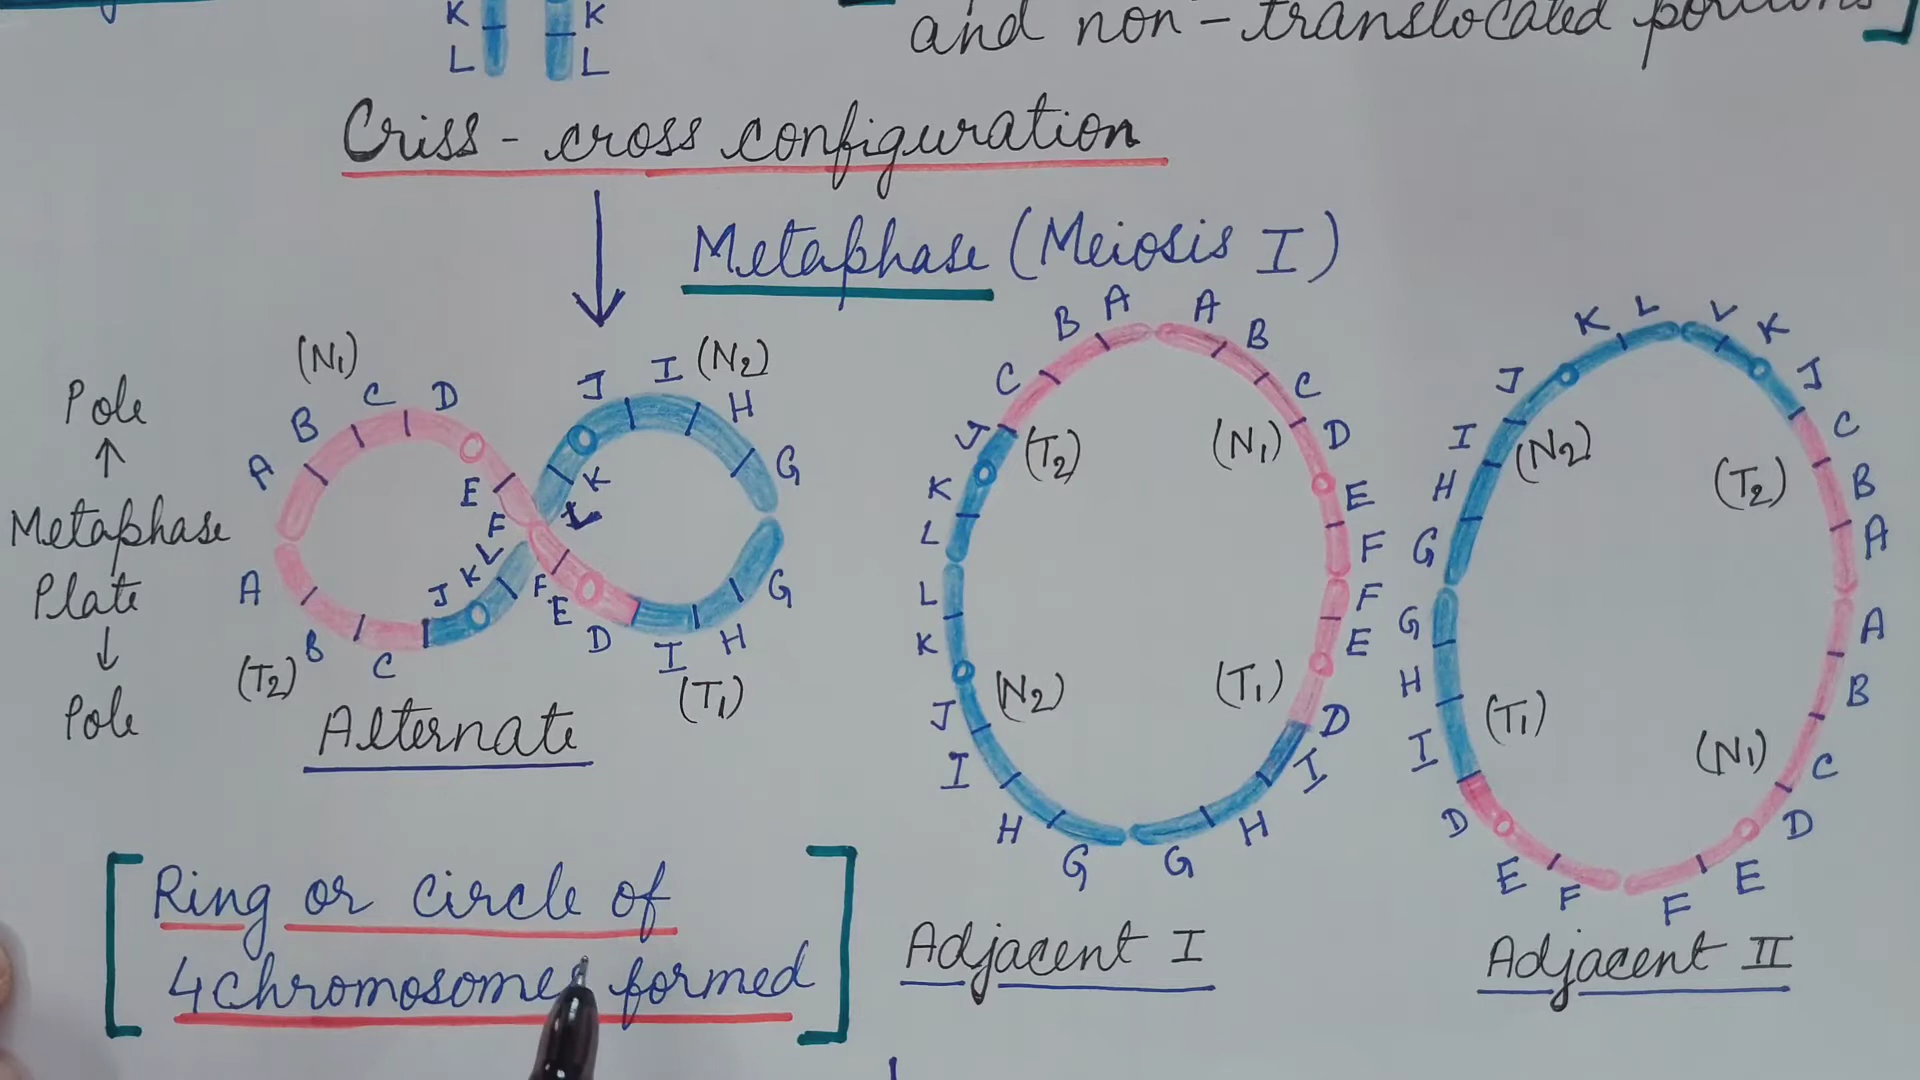 K K
L L
and non-translocated portions]
Criss-cross configuration
Metaphase (Meiosis I)
(N1)
A B C D E F
J I (N2) H G
K L
Pole
↑
Metaphase
Plate
↓
Pole
A B C J K L
(T2)
F E D I H G
(T1)
Alternate
A B C J K L
(T2)
A B C D E F
(N1)
L K J I H G
(N2)
F E D I H G
(T1)
Adjacent I
L K J I H G
(N2)
L K J C B A
(T2)
G H I D E F
(T1)
A B C D E F
(N1)
Adjacent II
[Ring or circle of
4 chromosomes formed]